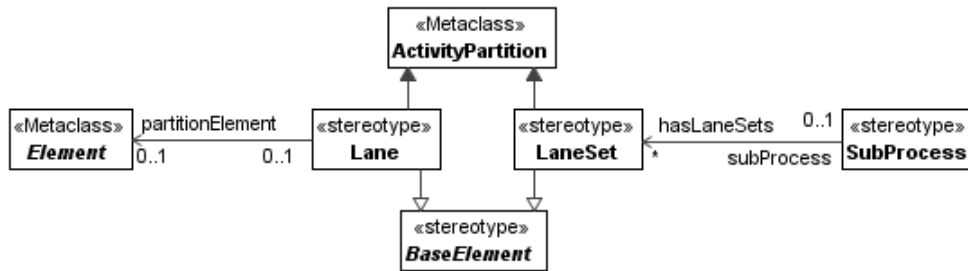 «Metaclass»
ActivityPartition
«Metaclass»
Element
partitionElement
0..1
0..1
«stereotype»
Lane
«stereotype»
LaneSet
hasLaneSets
0..1
*
subProcess
«stereotype»
SubProcess
«stereotype»
BaseElement